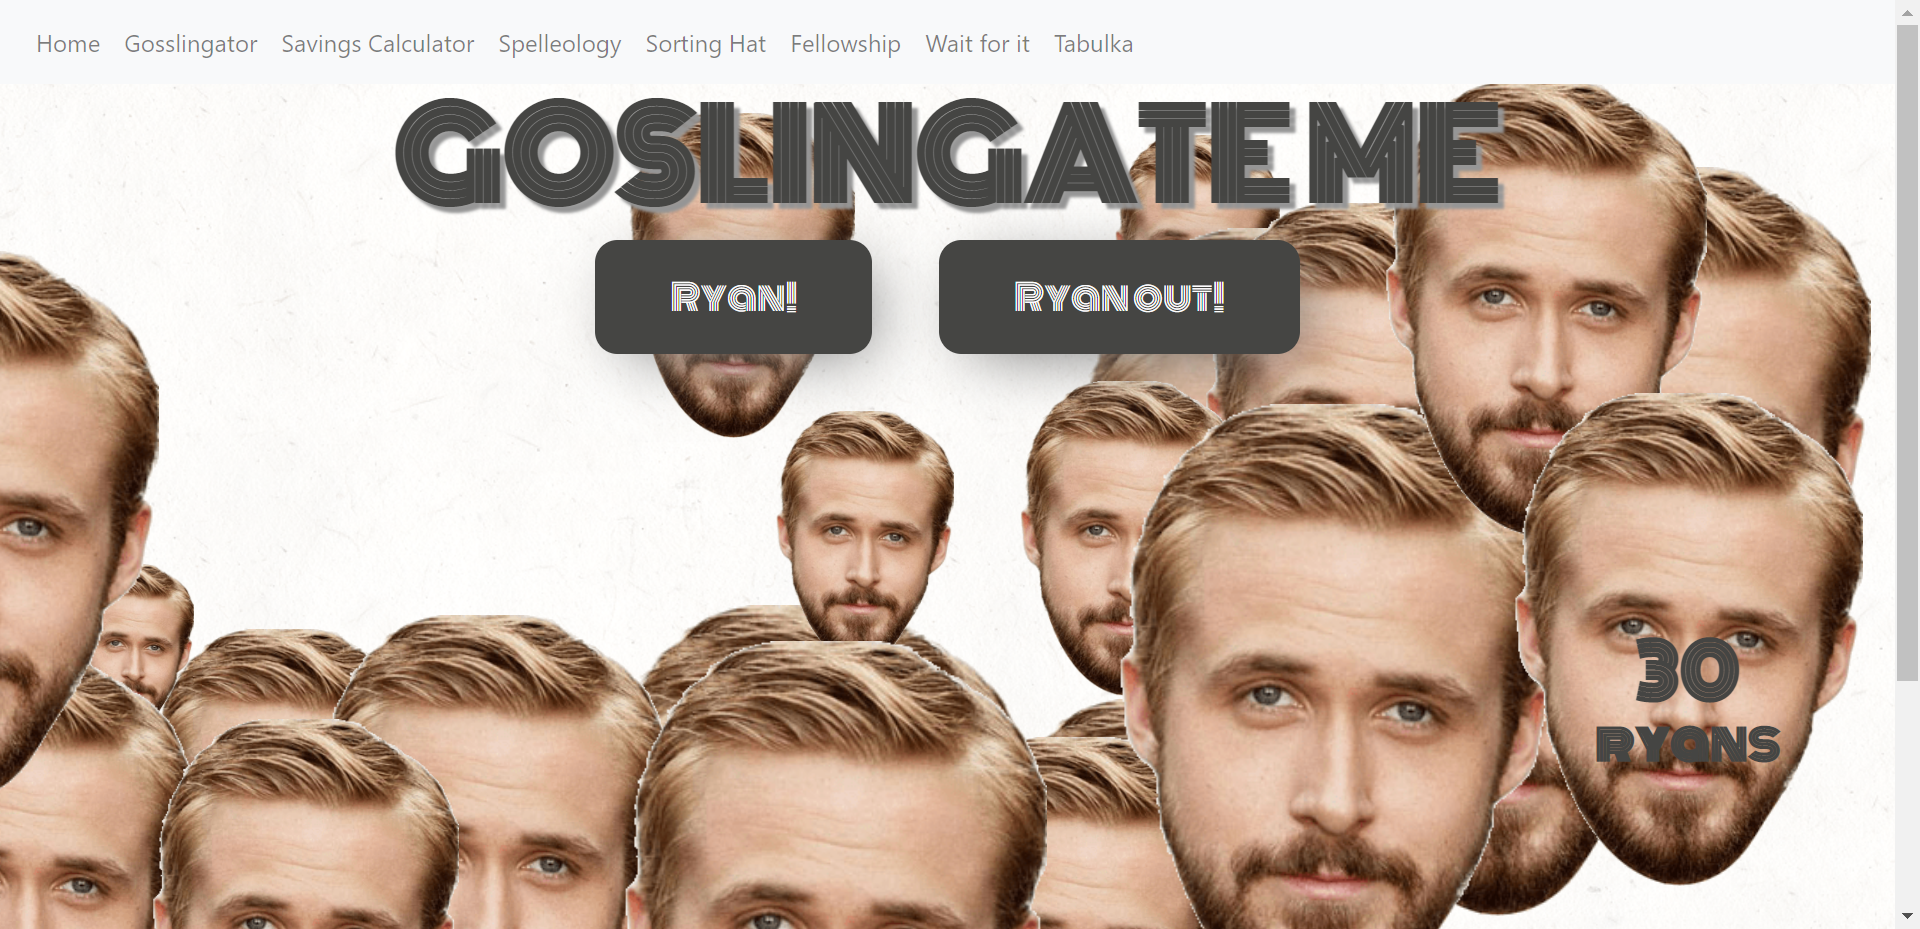 Home Gosslingator Savings Calculator Spelleology Sorting Hat Fellowship Wait for it Tabulka
GOSLINGATE ME
Ryan! Ryan out!
30
RYANS